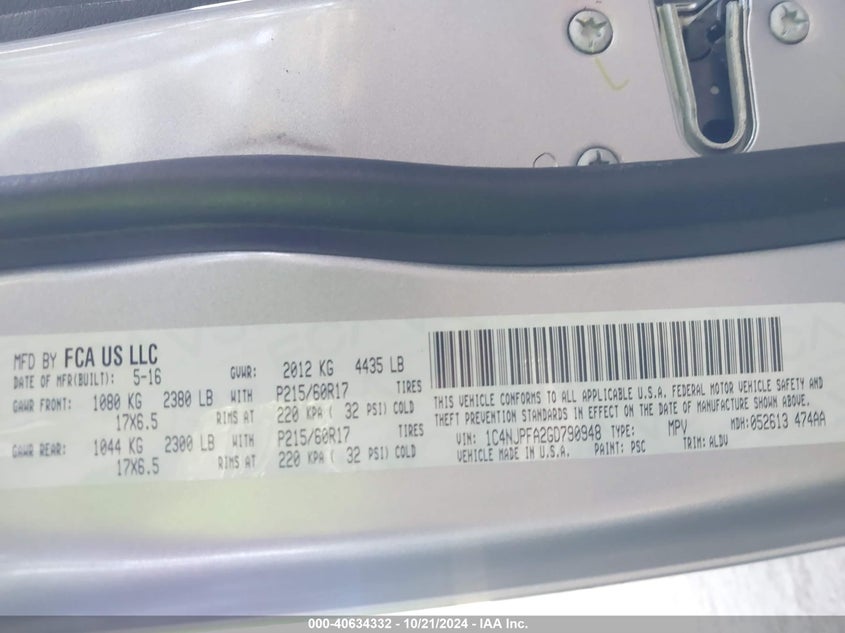 MFD BY FCA US LLC
DATE OF MFR(BUILT): 5-16 GVWR: 2012 KG 4435 LB
GAWR FRONT: 1080 KG 2380 LB WITH P215/60R17 TIRES
17X6.5 RIMS AT 220 KPA ( 32 PSI) COLD
GAWR REAR: 1044 KG 2300 LB WITH P215/60R17 TIRES
17X6.5 RIMS AT 220 KPA ( 32 PSI) COLD
THIS VEHICLE CONFORMS TO ALL APPLICABLE U.S.A. FEDERAL MOTOR VEHICLE SAFETY AND
THEFT PREVENTION STANDARDS IN EFFECT ON THE DATE OF MANUFACTURE SHOWN ABOVE.
VIN: 1C4NJPFA2GD790948 TYPE: MPV MDH: 052613 474AA
VEHICLE MADE IN U.S.A. PAINT: PSC TRIM: ALDV
000-40634332 - 10/21/2024 - IAA Inc.